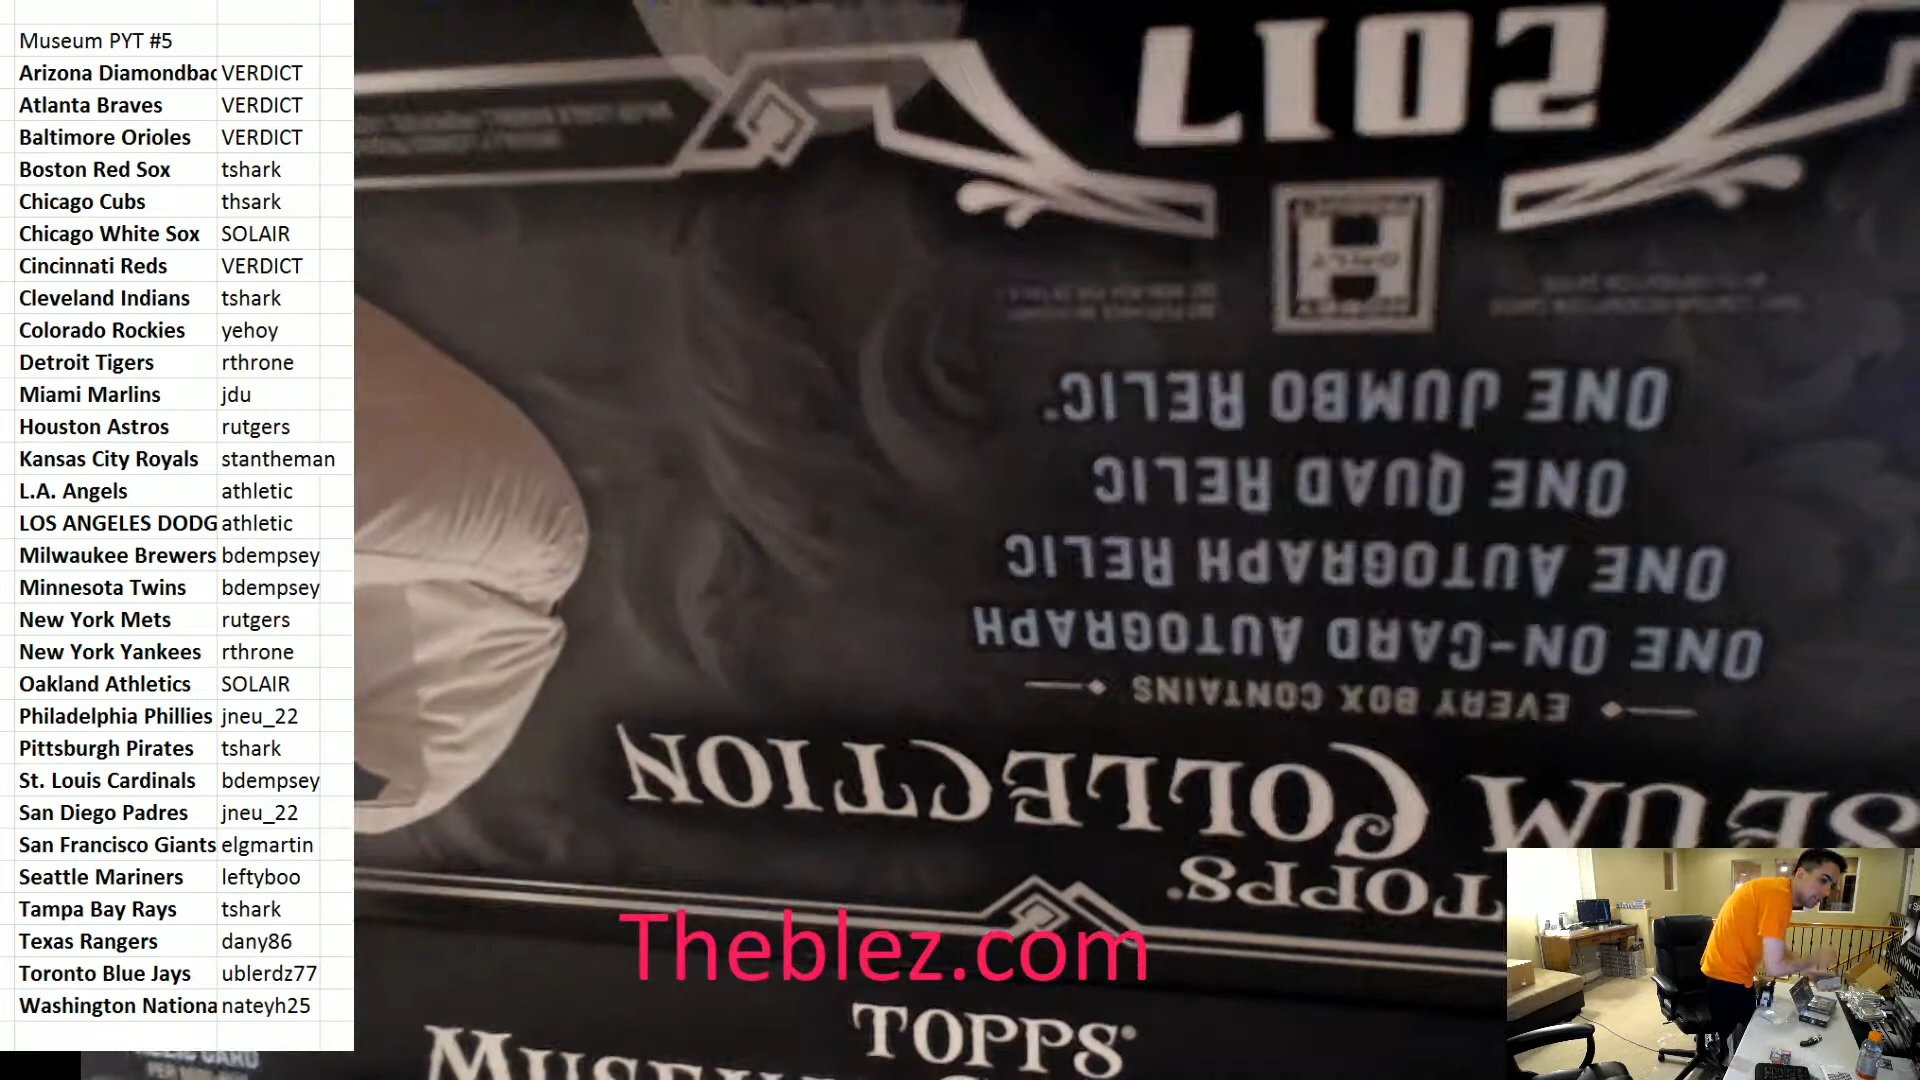 Museum PYT #5
Arizona Diamondbac VERDICT
Atlanta Braves VERDICT
Baltimore Orioles VERDICT
Boston Red Sox tshark
Chicago Cubs thsark
Chicago White Sox SOLAIR
Cincinnati Reds VERDICT
Cleveland Indians tshark
Colorado Rockies yehoy
Detroit Tigers rthrone
Miami Marlins jdu
Houston Astros rutgers
Kansas City Royals stantheman
L.A. Angels athletic
LOS ANGELES DODG athletic
Milwaukee Brewers bdempsey
Minnesota Twins bdempsey
New York Mets rutgers
New York Yankees rthrone
Oakland Athletics SOLAIR
Philadelphia Phillies jneu_22
Pittsburgh Pirates tshark
St. Louis Cardinals bdempsey
San Diego Padres jneu_22
San Francisco Giants elgmartin
Seattle Mariners leftyboo
Tampa Bay Rays tshark
Texas Rangers dany86
Toronto Blue Jays ublerdz77
Washington Nationa nateyh25
TOPPS®
SEUM COLLECTION
EVERY BOX CONTAINS
ONE ON-CARD AUTOGRAPH
ONE AUTOGRAPH RELIC
ONE QUAD RELIC
ONE JUMBO RELIC
HOBBY
ONLY
2017
Theblez.com
TOPPS®